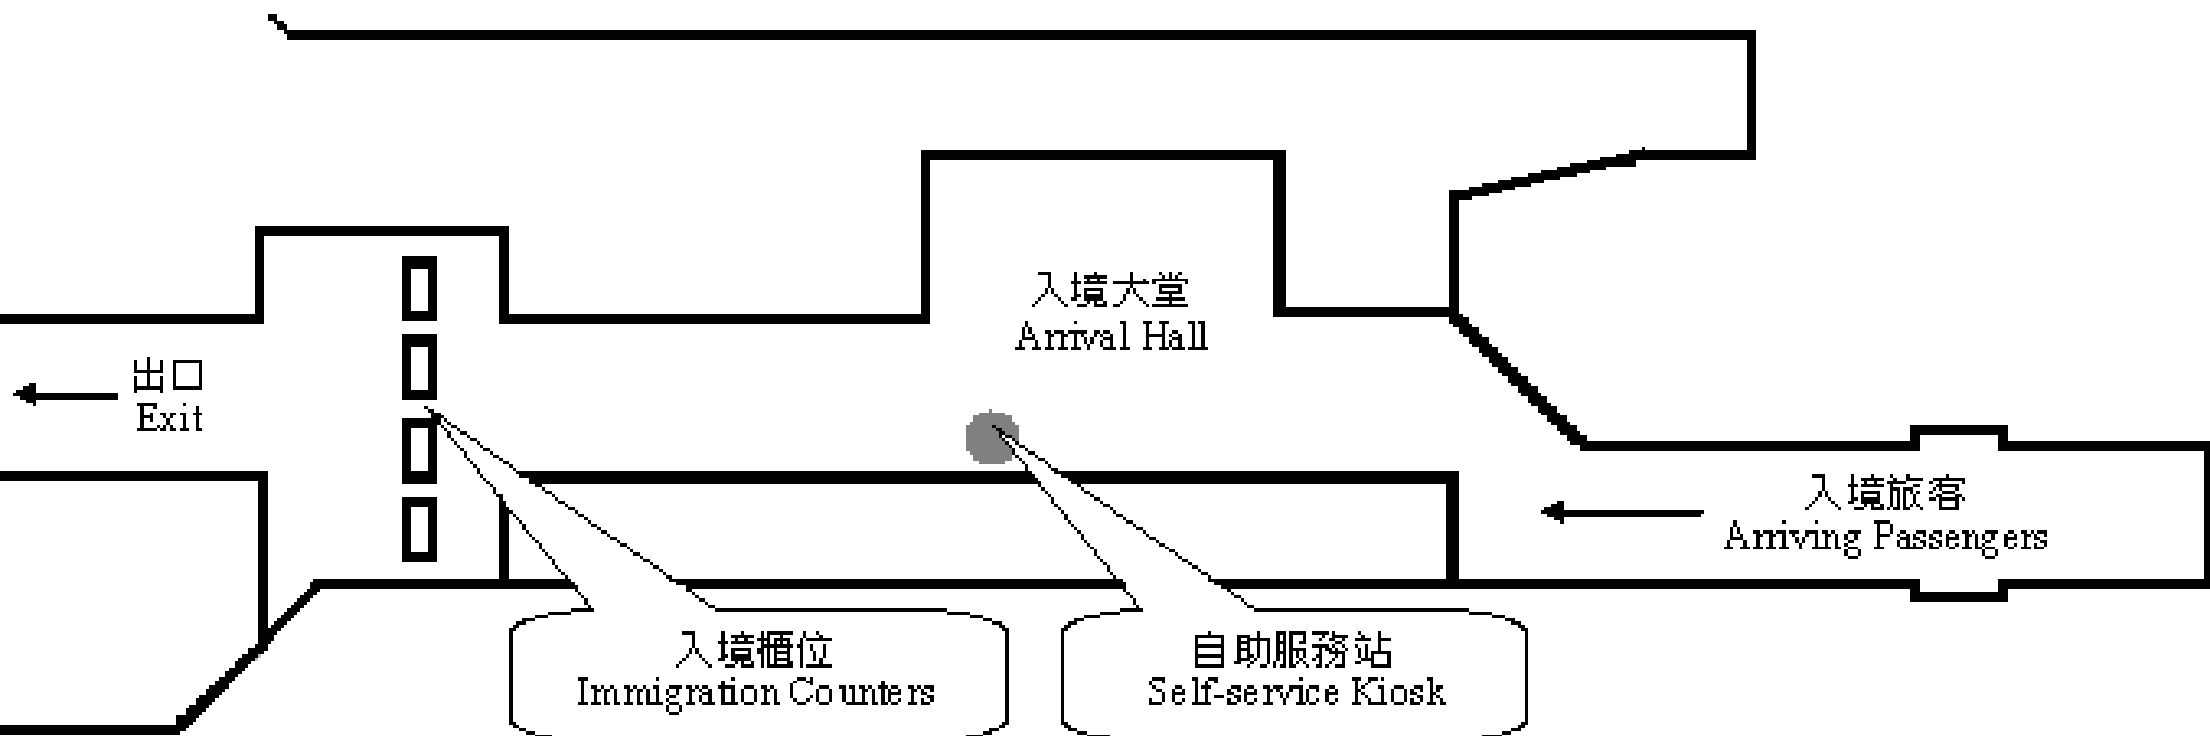 入境大堂
Arrival Hall
出口
Exit
入境旅客
Arriving Passengers
入境櫃位
Immigration Counters
自助服務站
Self-service Kiosk